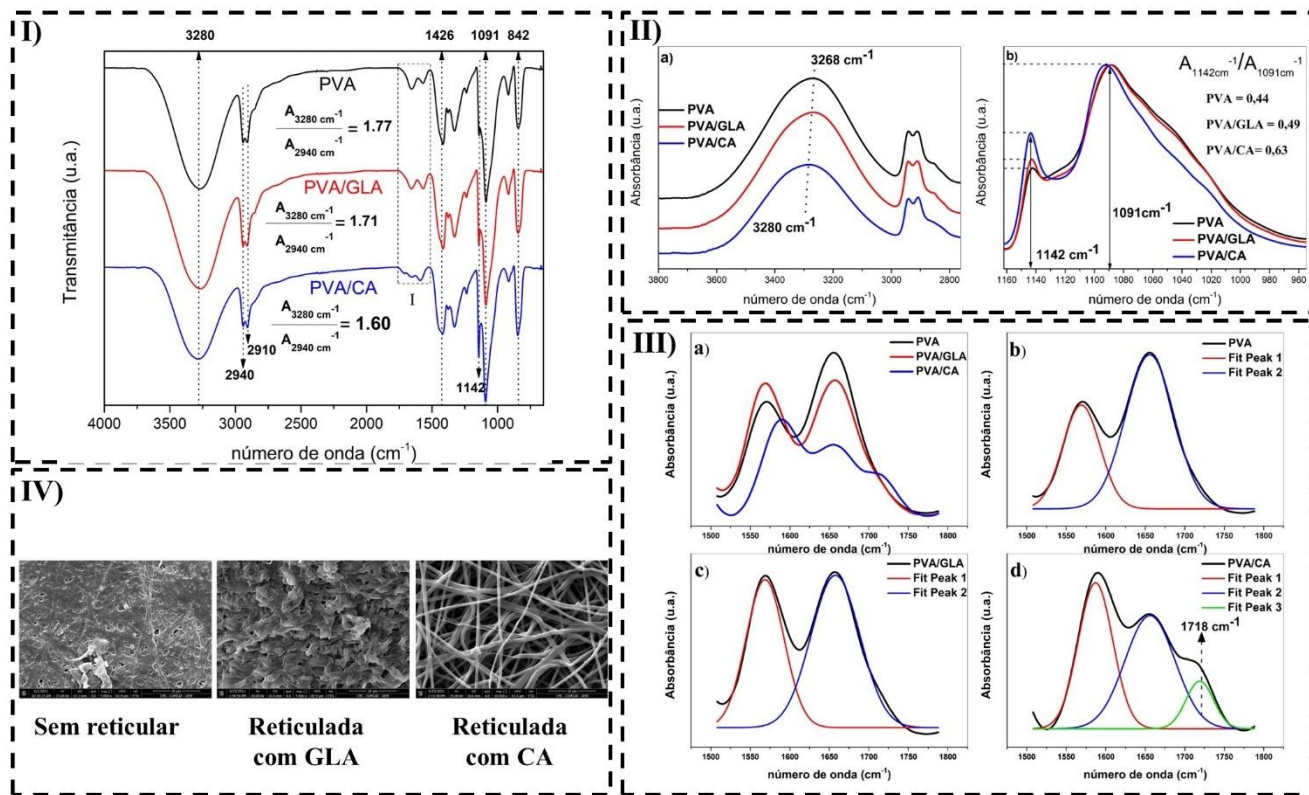 I)
3280
1426
1091
842
PVA
A3280 cm-1
A2940 cm-1
= 1.77
PVA/GLA
A3280 cm-1
A2940 cm-1
= 1.71
PVA/CA
A3280 cm-1
A2940 cm-1
= 1.60
I
2910
2940
1142
Transmitância (u.a.)
4000 3500 3000 2500 2000 1500 1000
número de onda (cm-1)
II)
a)
3268 cm-1
PVA
PVA/GLA
PVA/CA
3280 cm-1
Absorbância (u.a.)
3800 3600 3400 3200 3000 2800
número de onda (cm-1)
b)
A1142cm-1/A1091cm-1
PVA = 0,44
PVA/GLA = 0,49
PVA/CA= 0,63
1091cm-1
1142 cm-1
PVA
PVA/GLA
PVA/CA
Absorbância (u.a.)
1160 1140 1120 1100 1080 1060 1040 1020 1000 980 960
número de onda (cm-1)
III)
a)
PVA
PVA/GLA
PVA/CA
Absorbância (u.a.)
1500 1550 1600 1650 1700 1750 1800
número de onda (cm-1)
b)
PVA
Fit Peak 1
Fit Peak 2
Absorbância (u.a.)
1500 1550 1600 1650 1700 1750 1800
número de onda (cm-1)
c)
PVA/GLA
Fit Peak 1
Fit Peak 2
Absorbância (u.a.)
1500 1550 1600 1650 1700 1750 1800
número de onda (cm-1)
d)
PVA/CA
Fit Peak 1
Fit Peak 2
Fit Peak 3
1718 cm-1
Absorbância (u.a.)
1500 1550 1600 1650 1700 1750 1800
número de onda (cm-1)
IV)
Sem reticular
Reticulada
com GLA
Reticulada
com CA